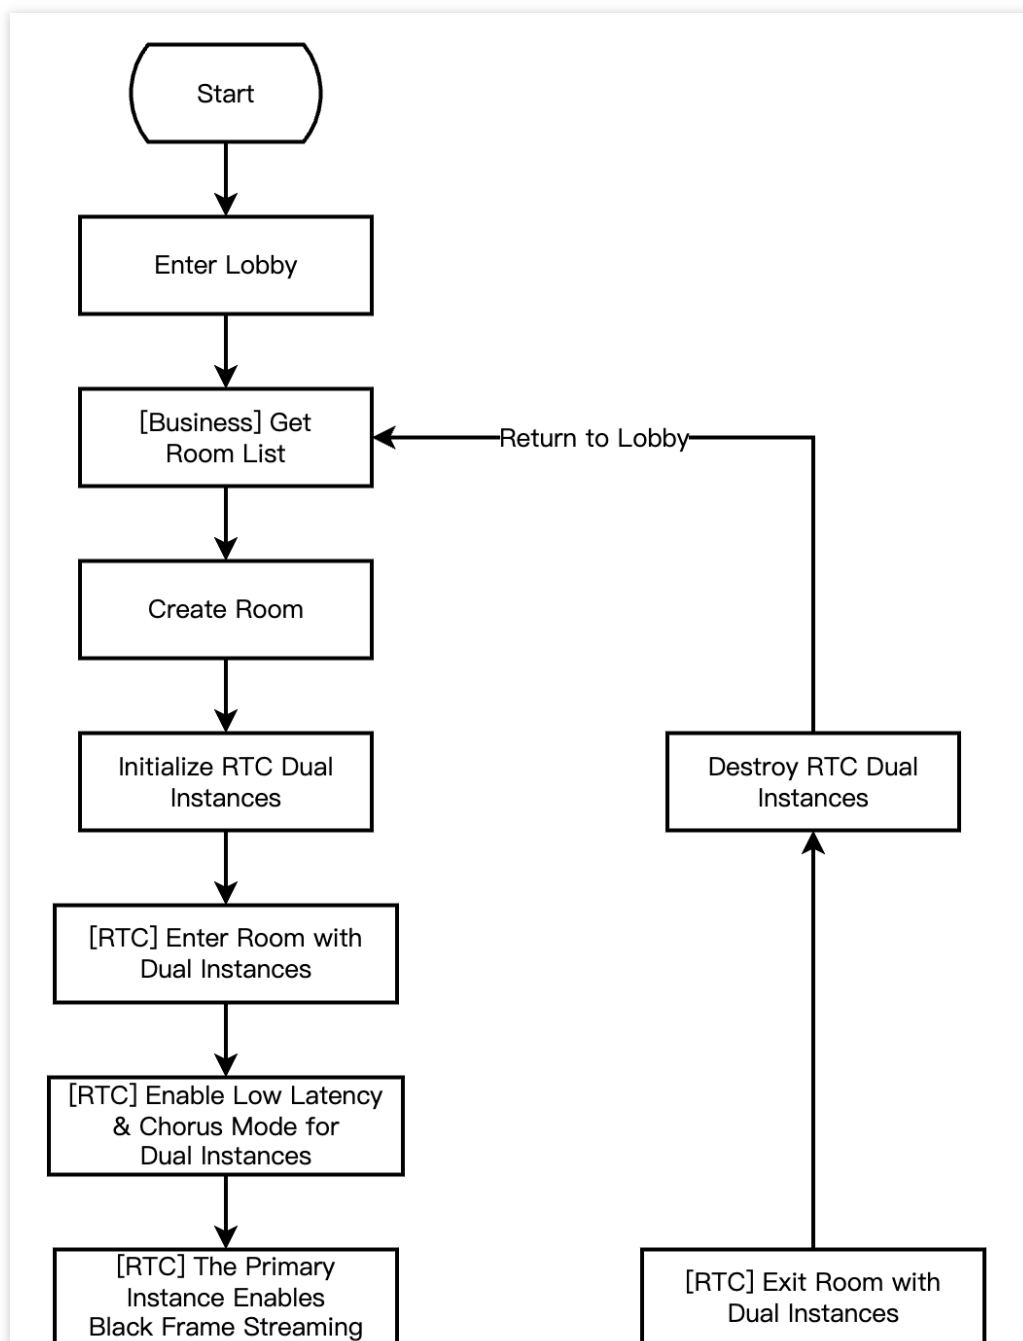 Start
Enter Lobby
[Business] Get
Room List
Return to Lobby
Create Room
Initialize RTC Dual
Instances
Destroy RTC Dual
Instances
[RTC] Enter Room with
Dual Instances
[RTC] Enable Low Latency
& Chorus Mode for
Dual Instances
[RTC] The Primary
Instance Enables
Black Frame Streaming
[RTC] Exit Room with
Dual Instances